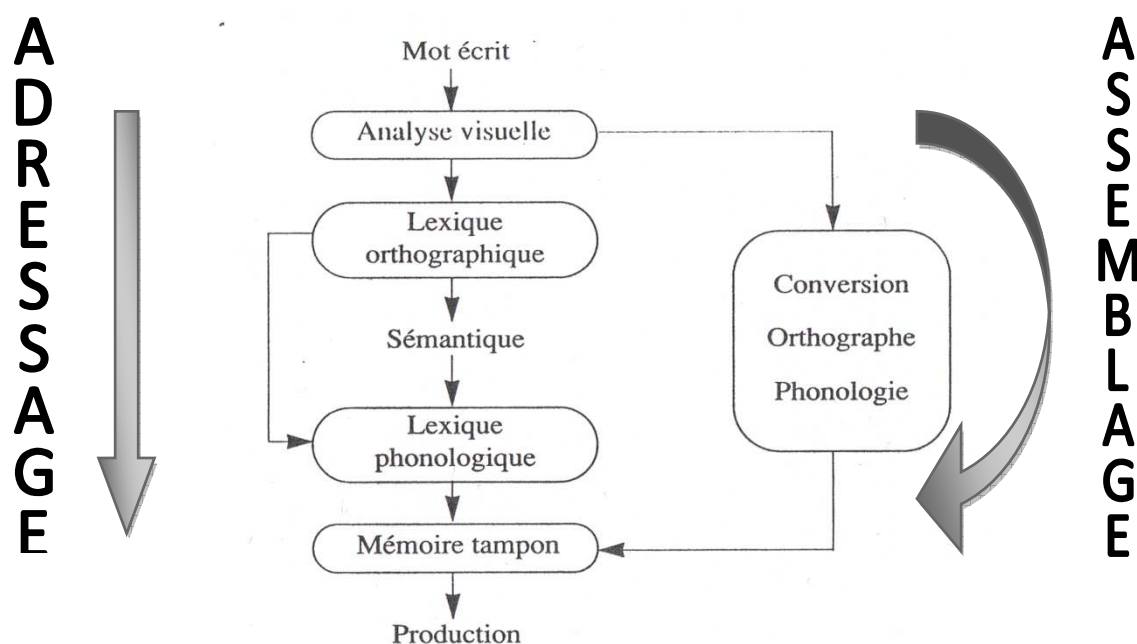 ADRESSAGE
Mot écrit
Analyse visuelle
Lexique
orthographique
Sémantique
Lexique
phonologique
Mémoire tampon
Production
Conversion
Orthographe
Phonologie
ASSEMBLAGE